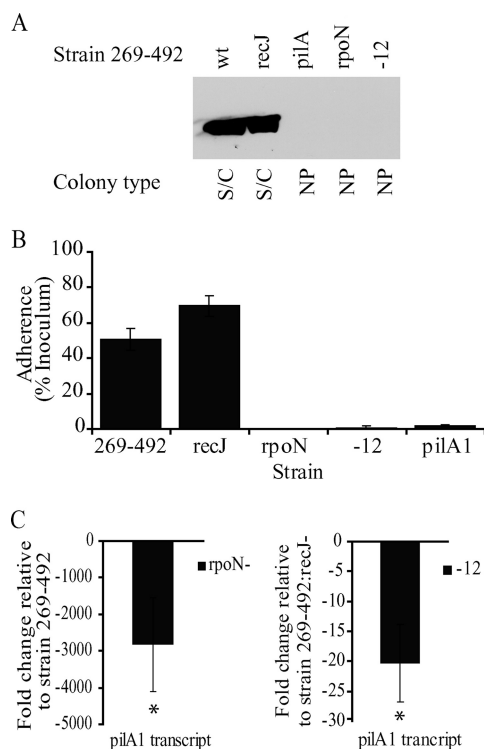 A
Strain 269-492
wt
recJ
pilA
rpoN
-12
Colony type
S/C
S/C
NP
NP
NP
B
Adherence
(% Inoculum)
100
80
60
40
20
0
269-492 recJ rpoN -12 pilA1
Strain
C
Fold change relative
to strain 269-492
0
-1000
-2000
-3000
-4000
-5000
rpoN-
*
pilA1 transcript
Fold change relative
to strain 269-492:recJ-
0
-5
-10
-15
-20
-25
-30
-12
*
pilA1 trancript